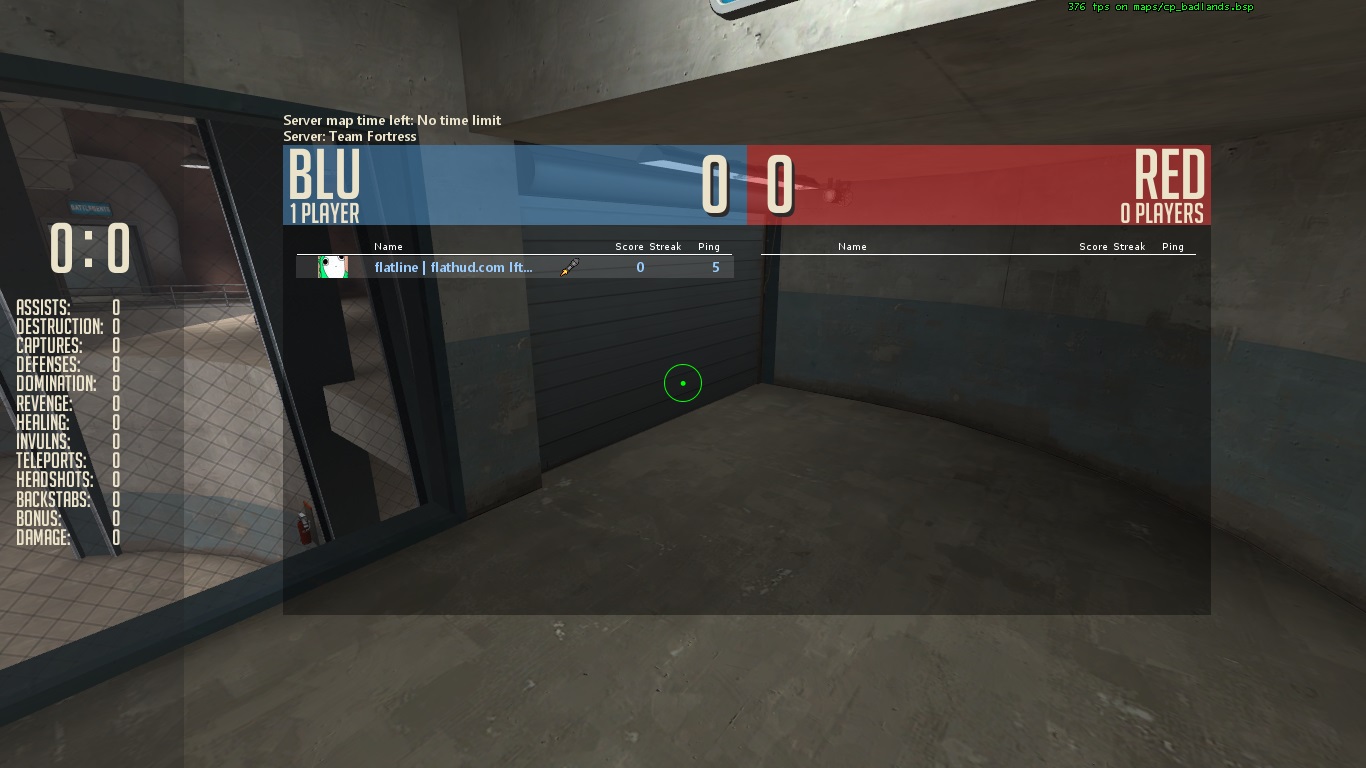 376 fps on maps/cp_badlands.bsp
Server map time left: No time limit
Server: Team Fortress
BLU 0 0 RED
1 PLAYER 0 PLAYERS
Name Score Streak Ping Name Score Streak Ping
flatline | flathud.com lft... 0 5
0:0
ASSISTS: 0
DESTRUCTION: 0
CAPTURES: 0
DEFENSES: 0
DOMINATION: 0
REVENGE: 0
HEALING: 0
INVULNS: 0
TELEPORTS: 0
HEADSHOTS: 0
BACKSTABS: 0
BONUS: 0
DAMAGE: 0